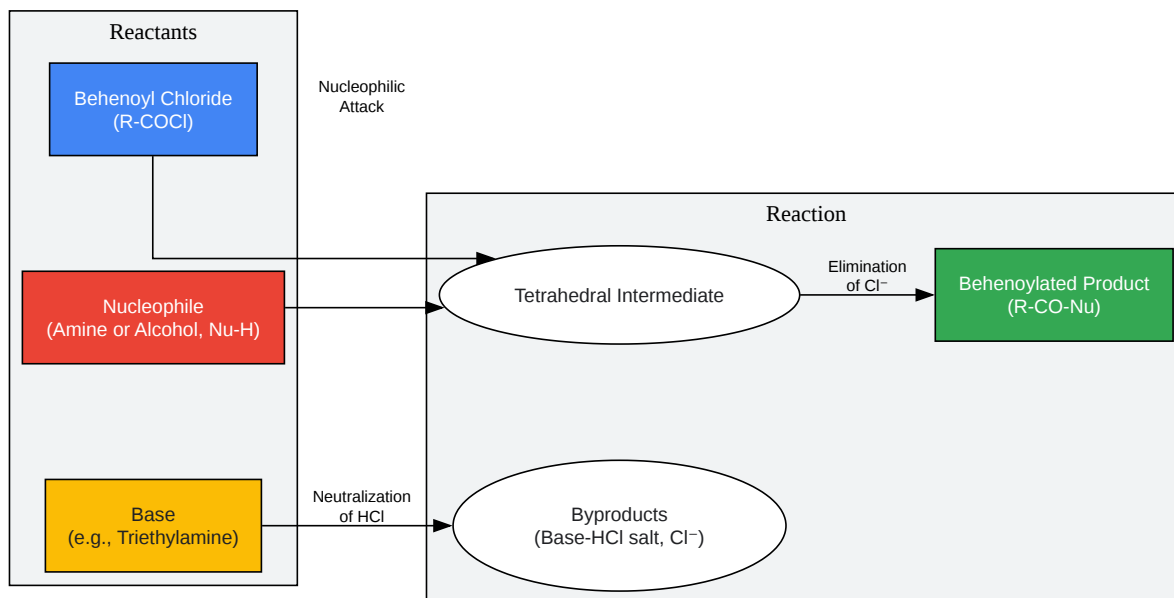 Reactants
Behenoyl Chloride
(R-COCl)
Nucleophilic
Attack
Reaction
Nucleophile
(Amine or Alcohol, Nu-H)
Tetrahedral Intermediate
Elimination
of Cl⁻
Behenoylated Product
(R-CO-Nu)
Base
(e.g., Triethylamine)
Neutralization
of HCl
Byproducts
(Base-HCl salt, Cl⁻)